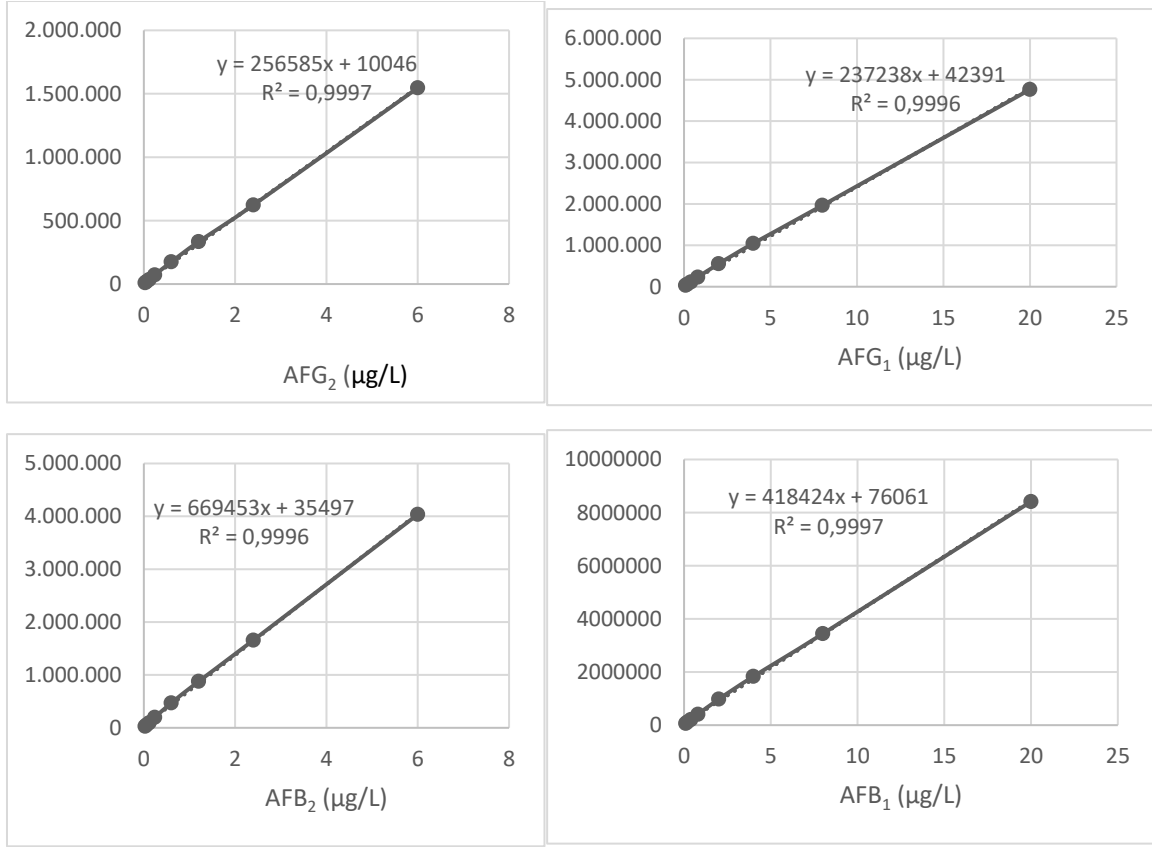 2.000.000
1.500.000
1.000.000
500.000
0
y = 256585x + 10046
R² = 0,9997
0 2 4 6 8
AFG₂ (µg/L)
6.000.000
5.000.000
4.000.000
3.000.000
2.000.000
1.000.000
0
y = 237238x + 42391
R² = 0,9996
0 5 10 15 20 25
AFG₁ (µg/L)
5.000.000
4.000.000
3.000.000
2.000.000
1.000.000
0
y = 669453x + 35497
R² = 0,9996
0 2 4 6 8
AFB₂ (µg/L)
10000000
8000000
6000000
4000000
2000000
0
y = 418424x + 76061
R² = 0,9997
0 5 10 15 20 25
AFB₁ (µg/L)